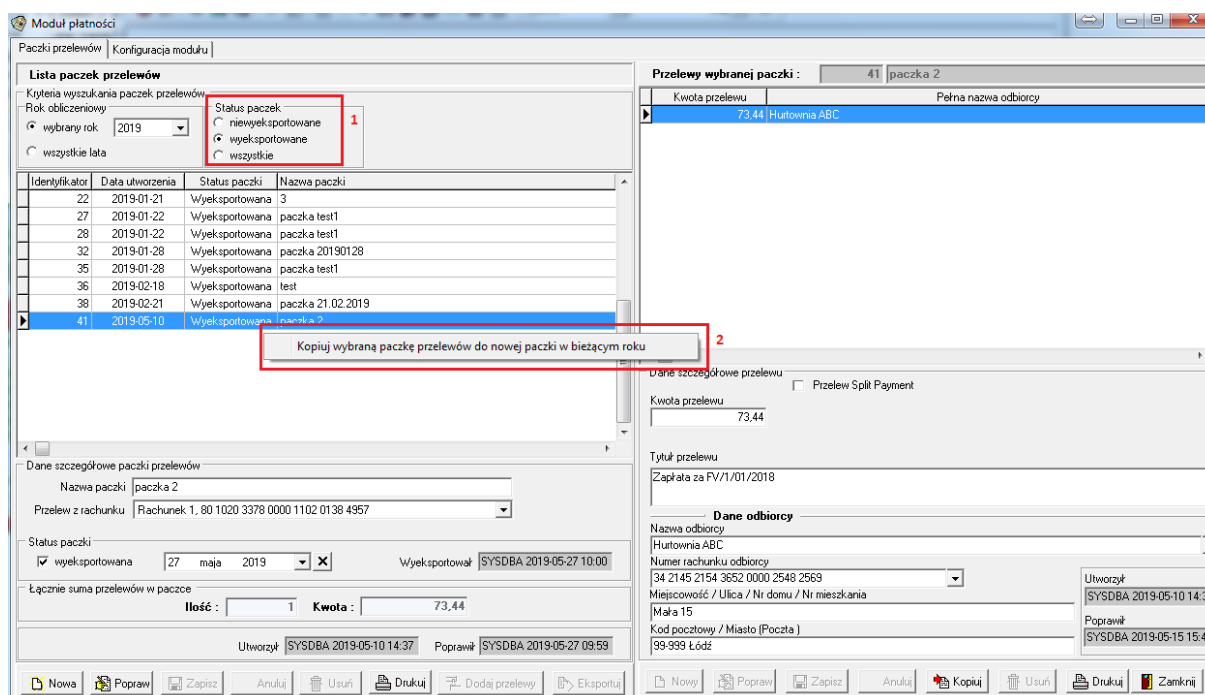 Moduł płatności
Paczki przelewów Konfiguracja modułu
Lista paczek przelewów
Kryteria wyszukania paczek przelewów
Rok obliczeniowy
wybrany rok 2019
wszystkie lata
Status paczek
niewyeksportowane
wyeksportowane
wszystkie
1
Identyfikator Data utworzenia Status paczki Nazwa paczki
22 2019-01-21 Wyeksportowana 3
27 2019-01-22 Wyeksportowana paczka test1
28 2019-01-22 Wyeksportowana paczka test1
32 2019-01-28 Wyeksportowana paczka 20190128
35 2019-01-28 Wyeksportowana paczka test1
36 2019-02-18 Wyeksportowana test
38 2019-02-21 Wyeksportowana paczka 21.02.2019
41 2019-05-10 Wyeksportowana paczka 2
Kopiuj wybraną paczkę przelewów do nowej paczki w bieżącym roku
2
Dane szczegółowe paczki przelewów
Nazwa paczki paczka 2
Przelew z rachunku Rachunek 1, 80 1020 3378 0000 1102 0138 4957
Status paczki
wyeksportowana 27 maja 2019 Wyeksportował SYSDBA 2019-05-27 10:00
Łącznie suma przelewów w paczce
Ilość : 1 Kwota : 73,44
Utworzył SYSDBA 2019-05-10 14:37 Poprawił SYSDBA 2019-05-27 09:59
Nowa Popraw Zapisz Anuluj Usuń Drukuj Dodaj przelewy Eksportuj
Przelewy wybranej paczki : 41 paczka 2
Kwota przelewu Pełna nazwa odbiorcy
73,44 Hurtownia ABC
Dane szczegółowe przelewu
Przelew Split Payment
Kwota przelewu
73,44
Tytuł przelewu
Zapłata za FV/1/01/2018
Dane odbiorcy
Nazwa odbiorcy
Hurtownia ABC
Numer rachunku odbiorcy
34 2145 2154 3652 0000 2548 2569
Miejscowość / Ulica / Nr domu / Nr mieszkania
Mała 15
Kod pocztowy / Miasto (Poczta )
99-999 Łódź
Utworzył
SYSDBA 2019-05-10 14:3
Poprawił
SYSDBA 2019-05-15 15:4
Nowy Popraw Zapisz Anuluj Kopiuj Usuń Drukuj Zamknij